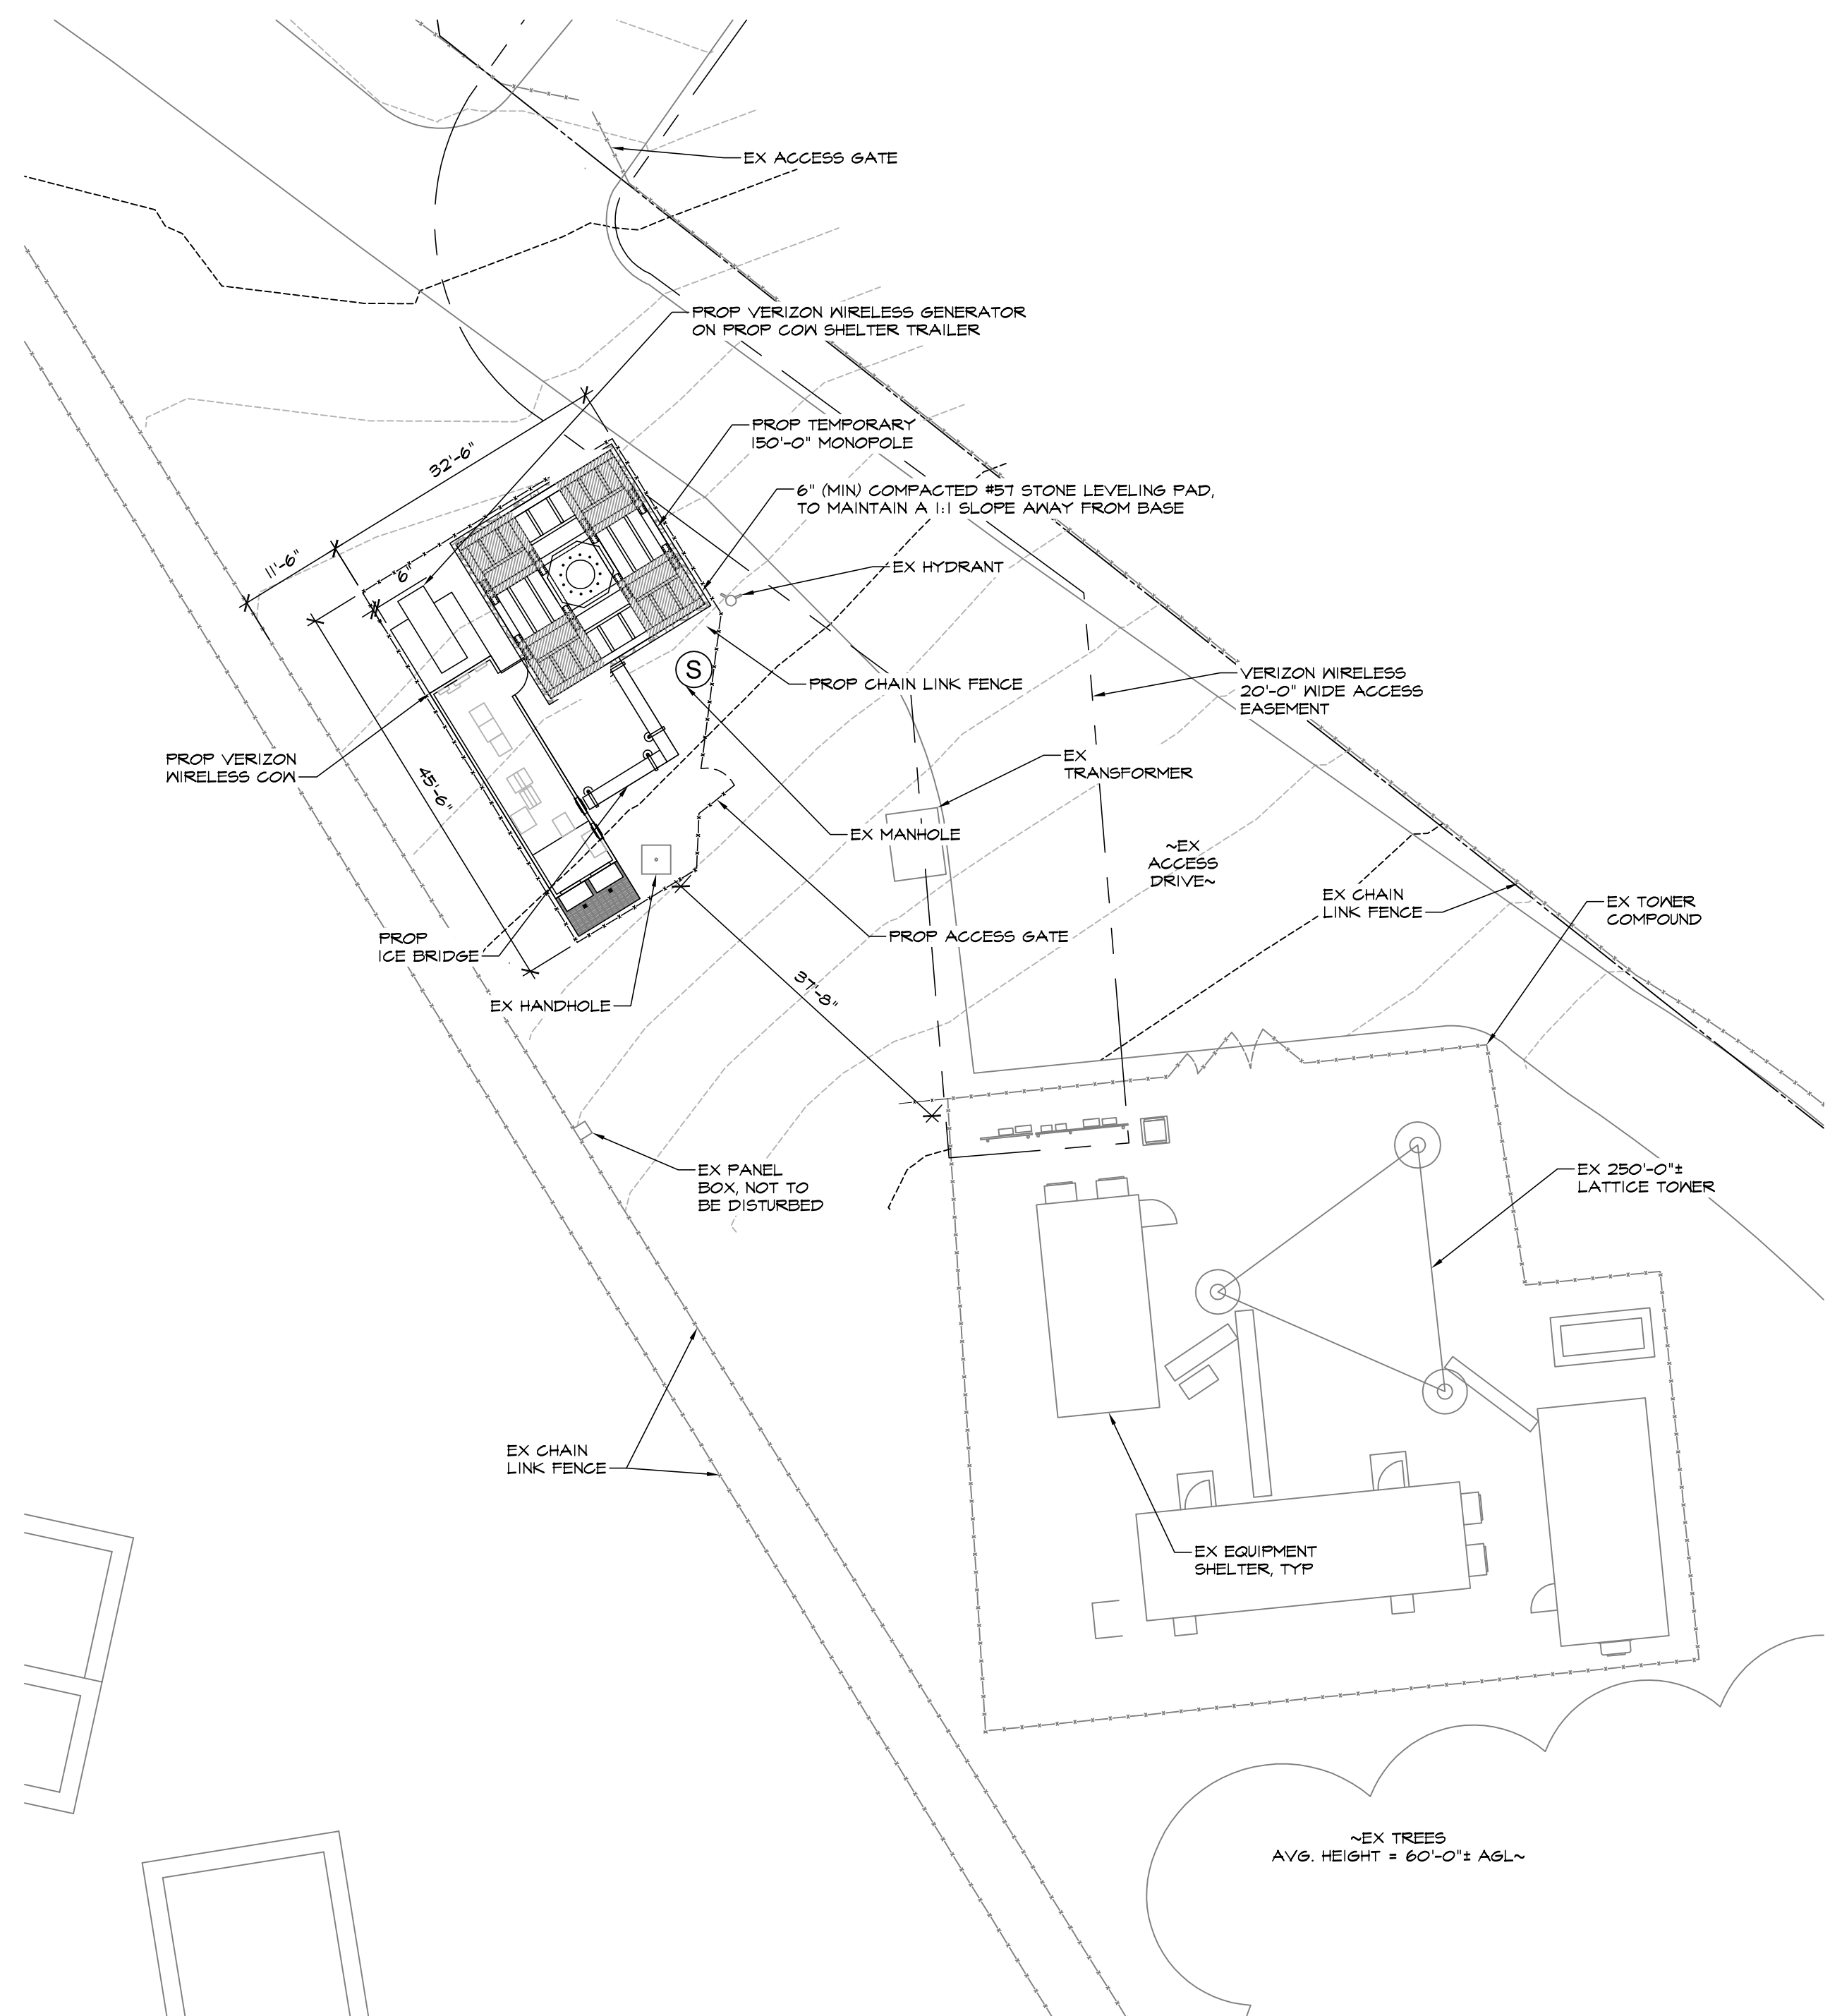 EX ACCESS GATE
PROP VERIZON WIRELESS GENERATOR
ON PROP COW SHELTER TRAILER
PROP TEMPORARY
150'-0" MONOPOLE
32'-6"
6" (MIN) COMPACTED #57 STONE LEVELING PAD,
TO MAINTAIN A 1:1 SLOPE AWAY FROM BASE
11'-6"
6"
EX HYDRANT
S
PROP CHAIN LINK FENCE
VERIZON WIRELESS
20'-0" WIDE ACCESS
EASEMENT
PROP VERIZON
WIRELESS COW
45'-6"
EX
TRANSFORMER
EX MANHOLE
~EX
ACCESS
DRIVE~
EX CHAIN
LINK FENCE
EX TOWER
COMPOUND
PROP
ICE BRIDGE
PROP ACCESS GATE
37'-8"
EX HANDHOLE
EX PANEL
BOX, NOT TO
BE DISTURBED
EX 250'-0"±
LATTICE TOWER
EX CHAIN
LINK FENCE
EX EQUIPMENT
SHELTER, TYP
~EX TREES
AVG. HEIGHT = 60'-0"± AGL~